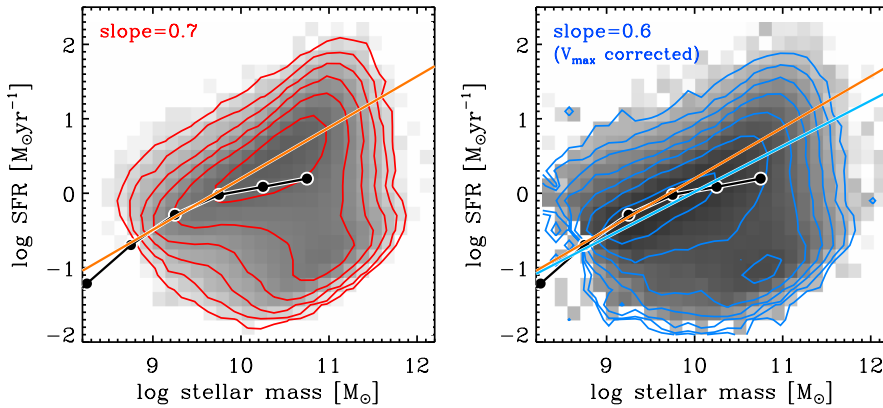 slope=0.7
log SFR [M⊙yr⁻¹]
2
1
0
−1
−2
9
10
11
12
log stellar mass [M⊙]
slope=0.6
(Vmax corrected)
log SFR [M⊙yr⁻¹]
2
1
0
−1
−2
9
10
11
12
log stellar mass [M⊙]